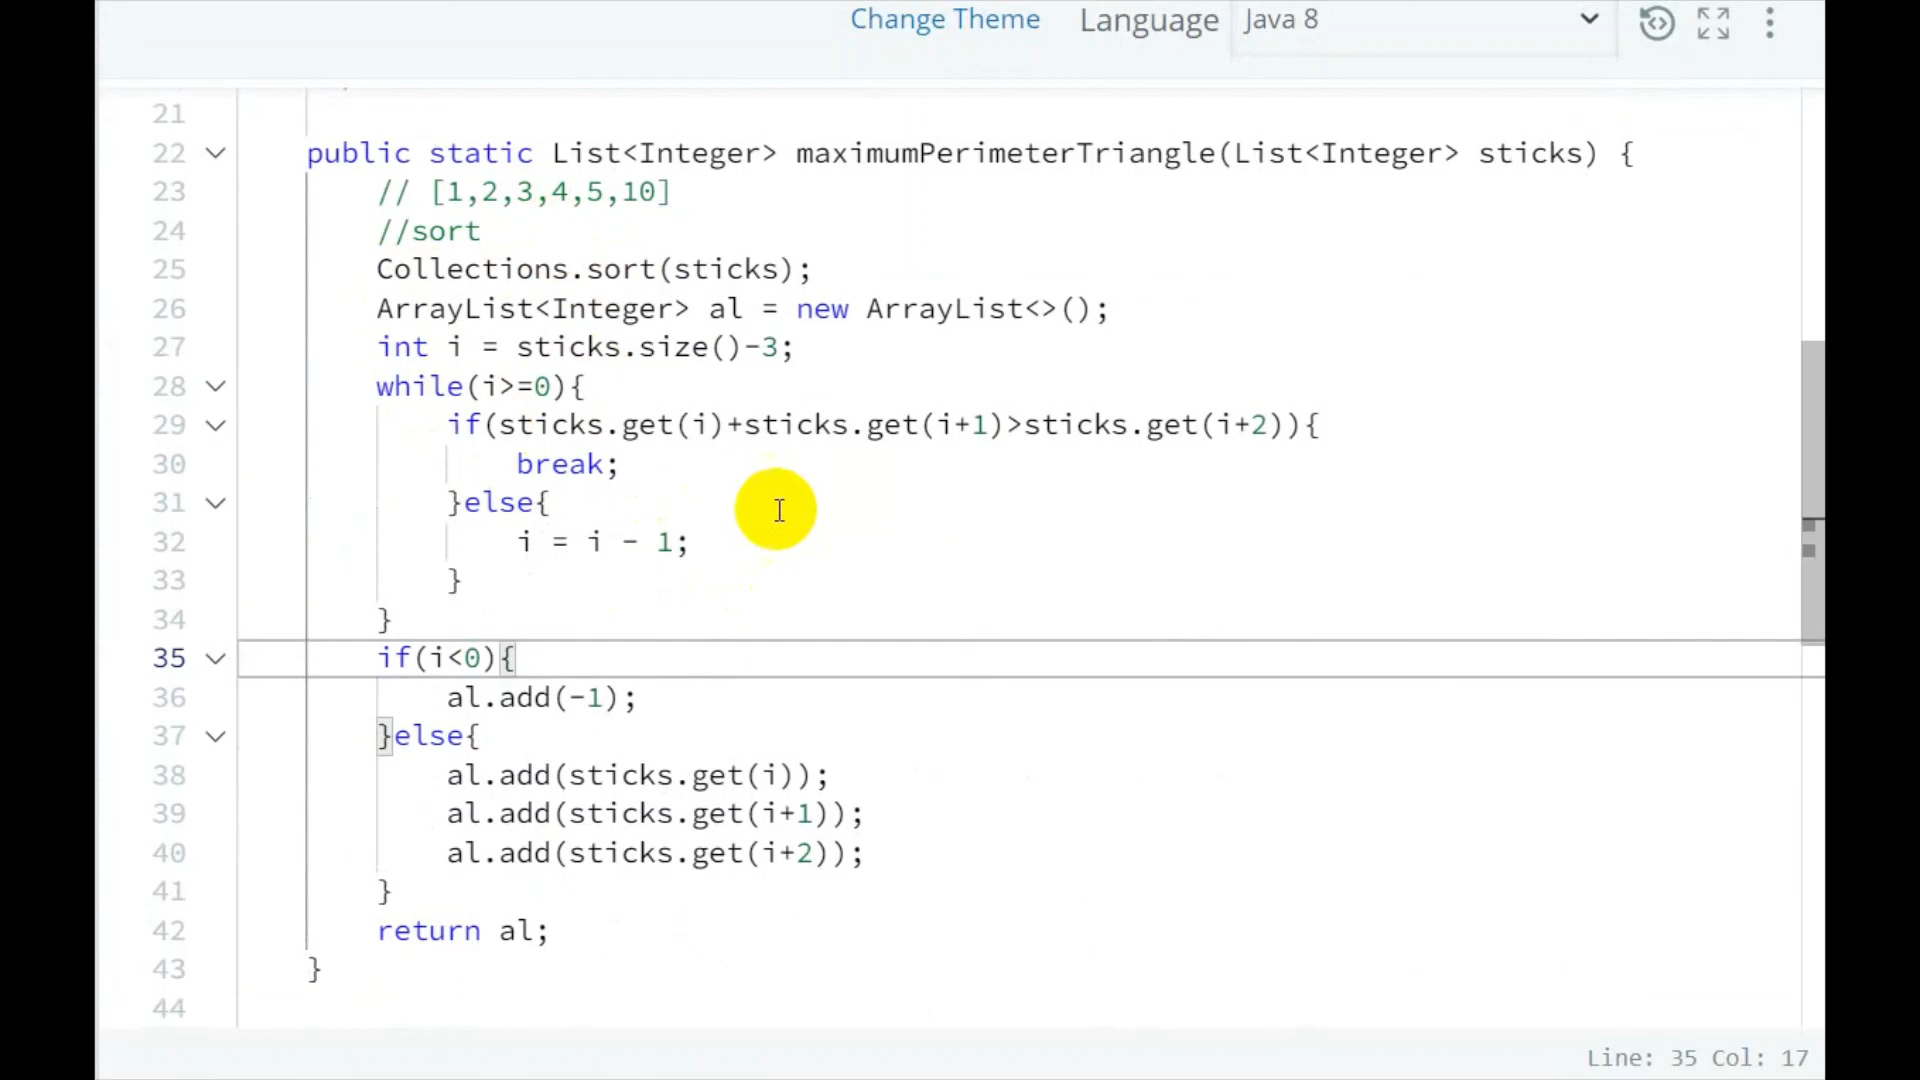 Change Theme Language Java 8
21
22 public static List<Integer> maximumPerimeterTriangle(List<Integer> sticks) {
23 // [1,2,3,4,5,10]
24 //sort
25 Collections.sort(sticks);
26 ArrayList<Integer> al = new ArrayList<>();
27 int i = sticks.size()-3;
28 while(i>=0){
29 if(sticks.get(i)+sticks.get(i+1)>sticks.get(i+2)){
30 break;
31 }else{
32 i = i - 1;
33 }
34 }
35 if(i<0){
36 al.add(-1);
37 }else{
38 al.add(sticks.get(i));
39 al.add(sticks.get(i+1));
40 al.add(sticks.get(i+2));
41 }
42 return al;
43 }
44
Line: 35 Col: 17